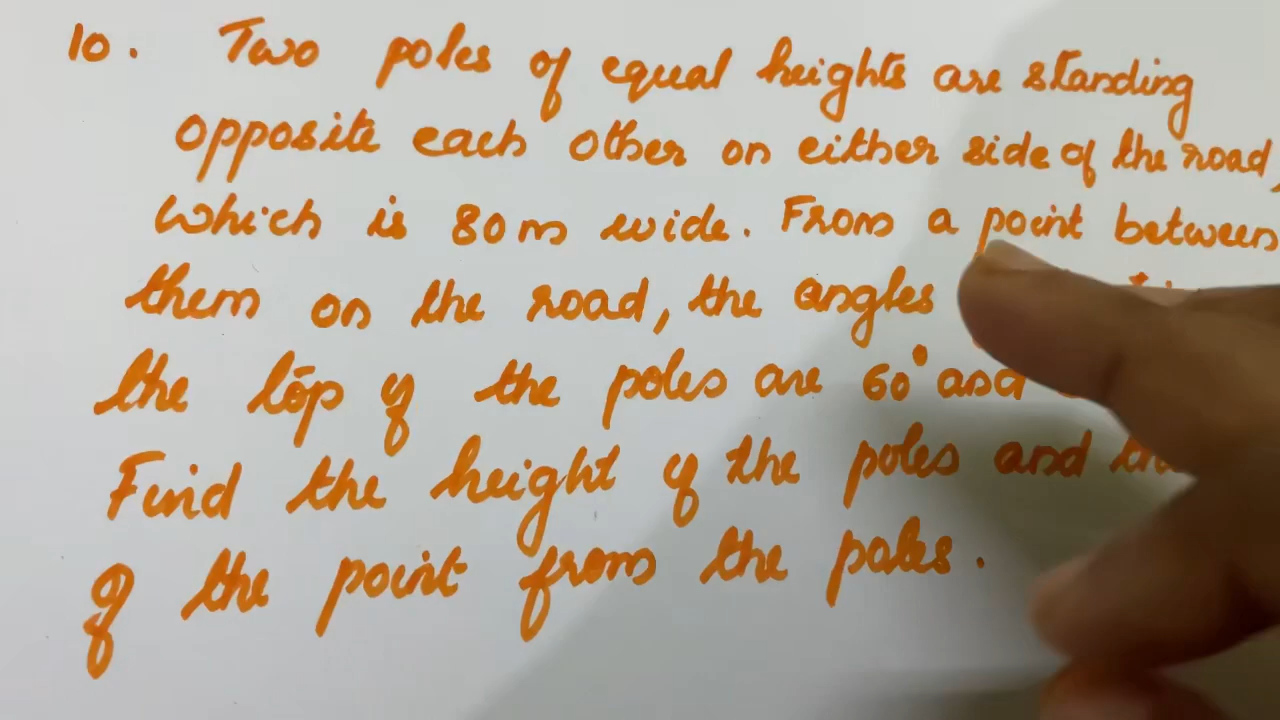 10. Two poles of equal heights are standing
opposite each other on either side of the road,
which is 80m wide. From a point between
them on the road, the angles
the top of the poles are 60° and
Find the height of the poles and
of the point from the poles.